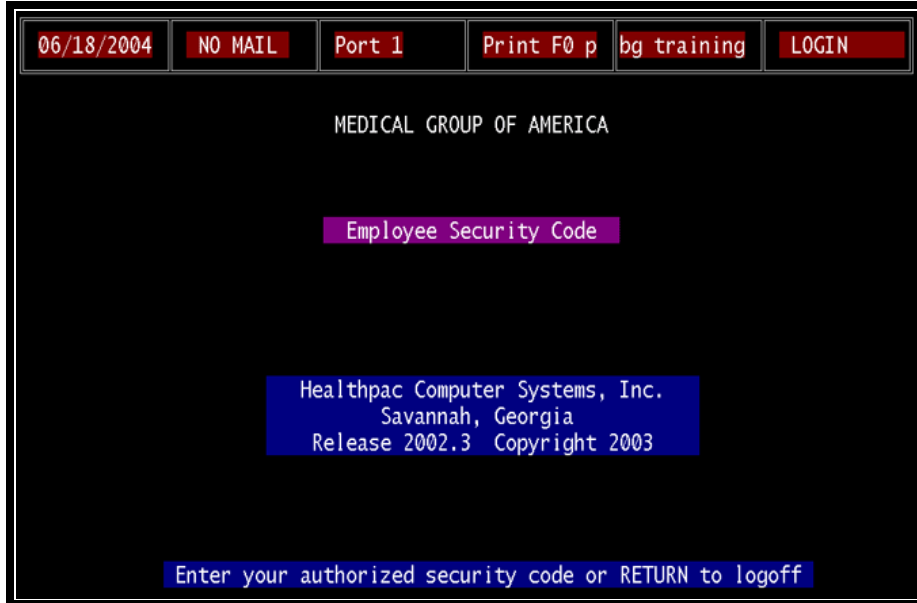 06/18/2004 NO MAIL Port 1 Print F0 p bg training LOGIN
MEDICAL GROUP OF AMERICA
Employee Security Code
Healthpac Computer Systems, Inc.
Savannah, Georgia
Release 2002.3 Copyright 2003
Enter your authorized security code or RETURN to logoff